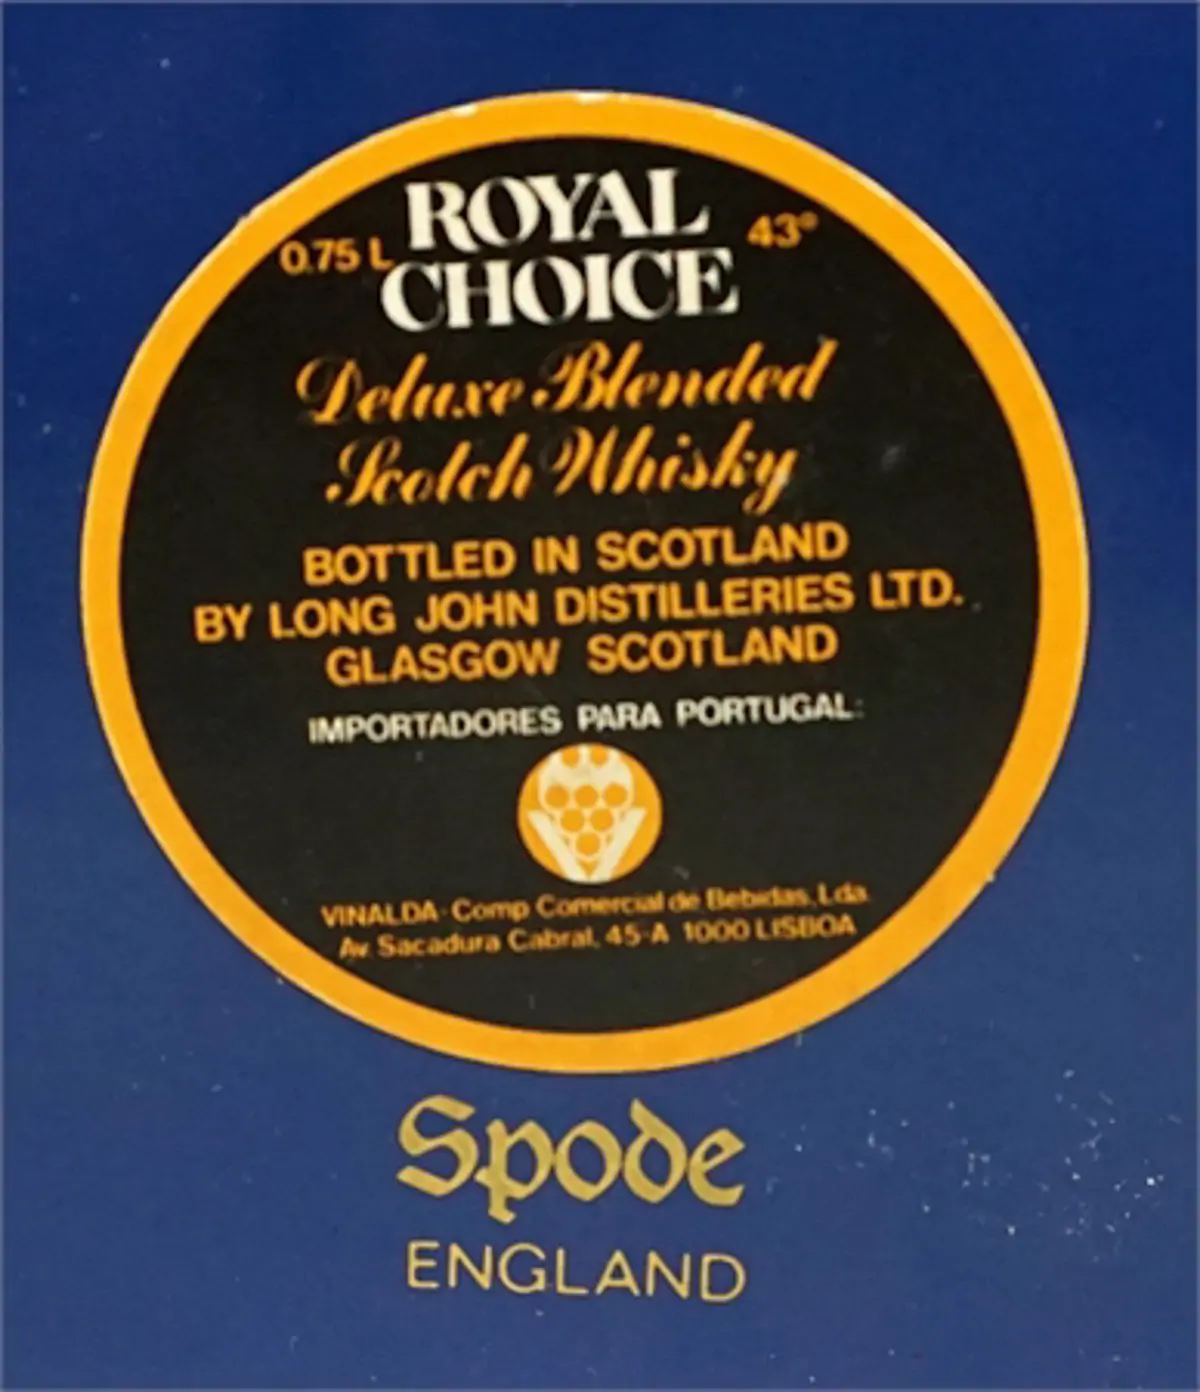 ROYAL
0.75 L 43°
CHOICE
Deluxe Blended
Scotch Whisky
BOTTLED IN SCOTLAND
BY LONG JOHN DISTILLERIES LTD.
GLASGOW SCOTLAND
IMPORTADORES PARA PORTUGAL:
VINALDA-Comp Comercial de Bebidas, Lda.
Av. Sacadura Cabral, 45-A 1000 LISBOA
Spode
ENGLAND